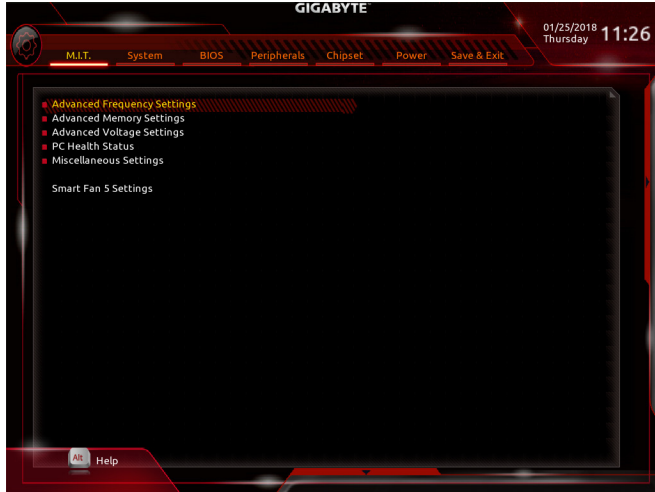 GIGABYTE
01/25/2018 11:26
Thursday
M.I.T. System BIOS Peripherals Chipset Power Save & Exit
Advanced Frequency Settings
Advanced Memory Settings
Advanced Voltage Settings
PC Health Status
Miscellaneous Settings
Smart Fan 5 Settings
Alt Help